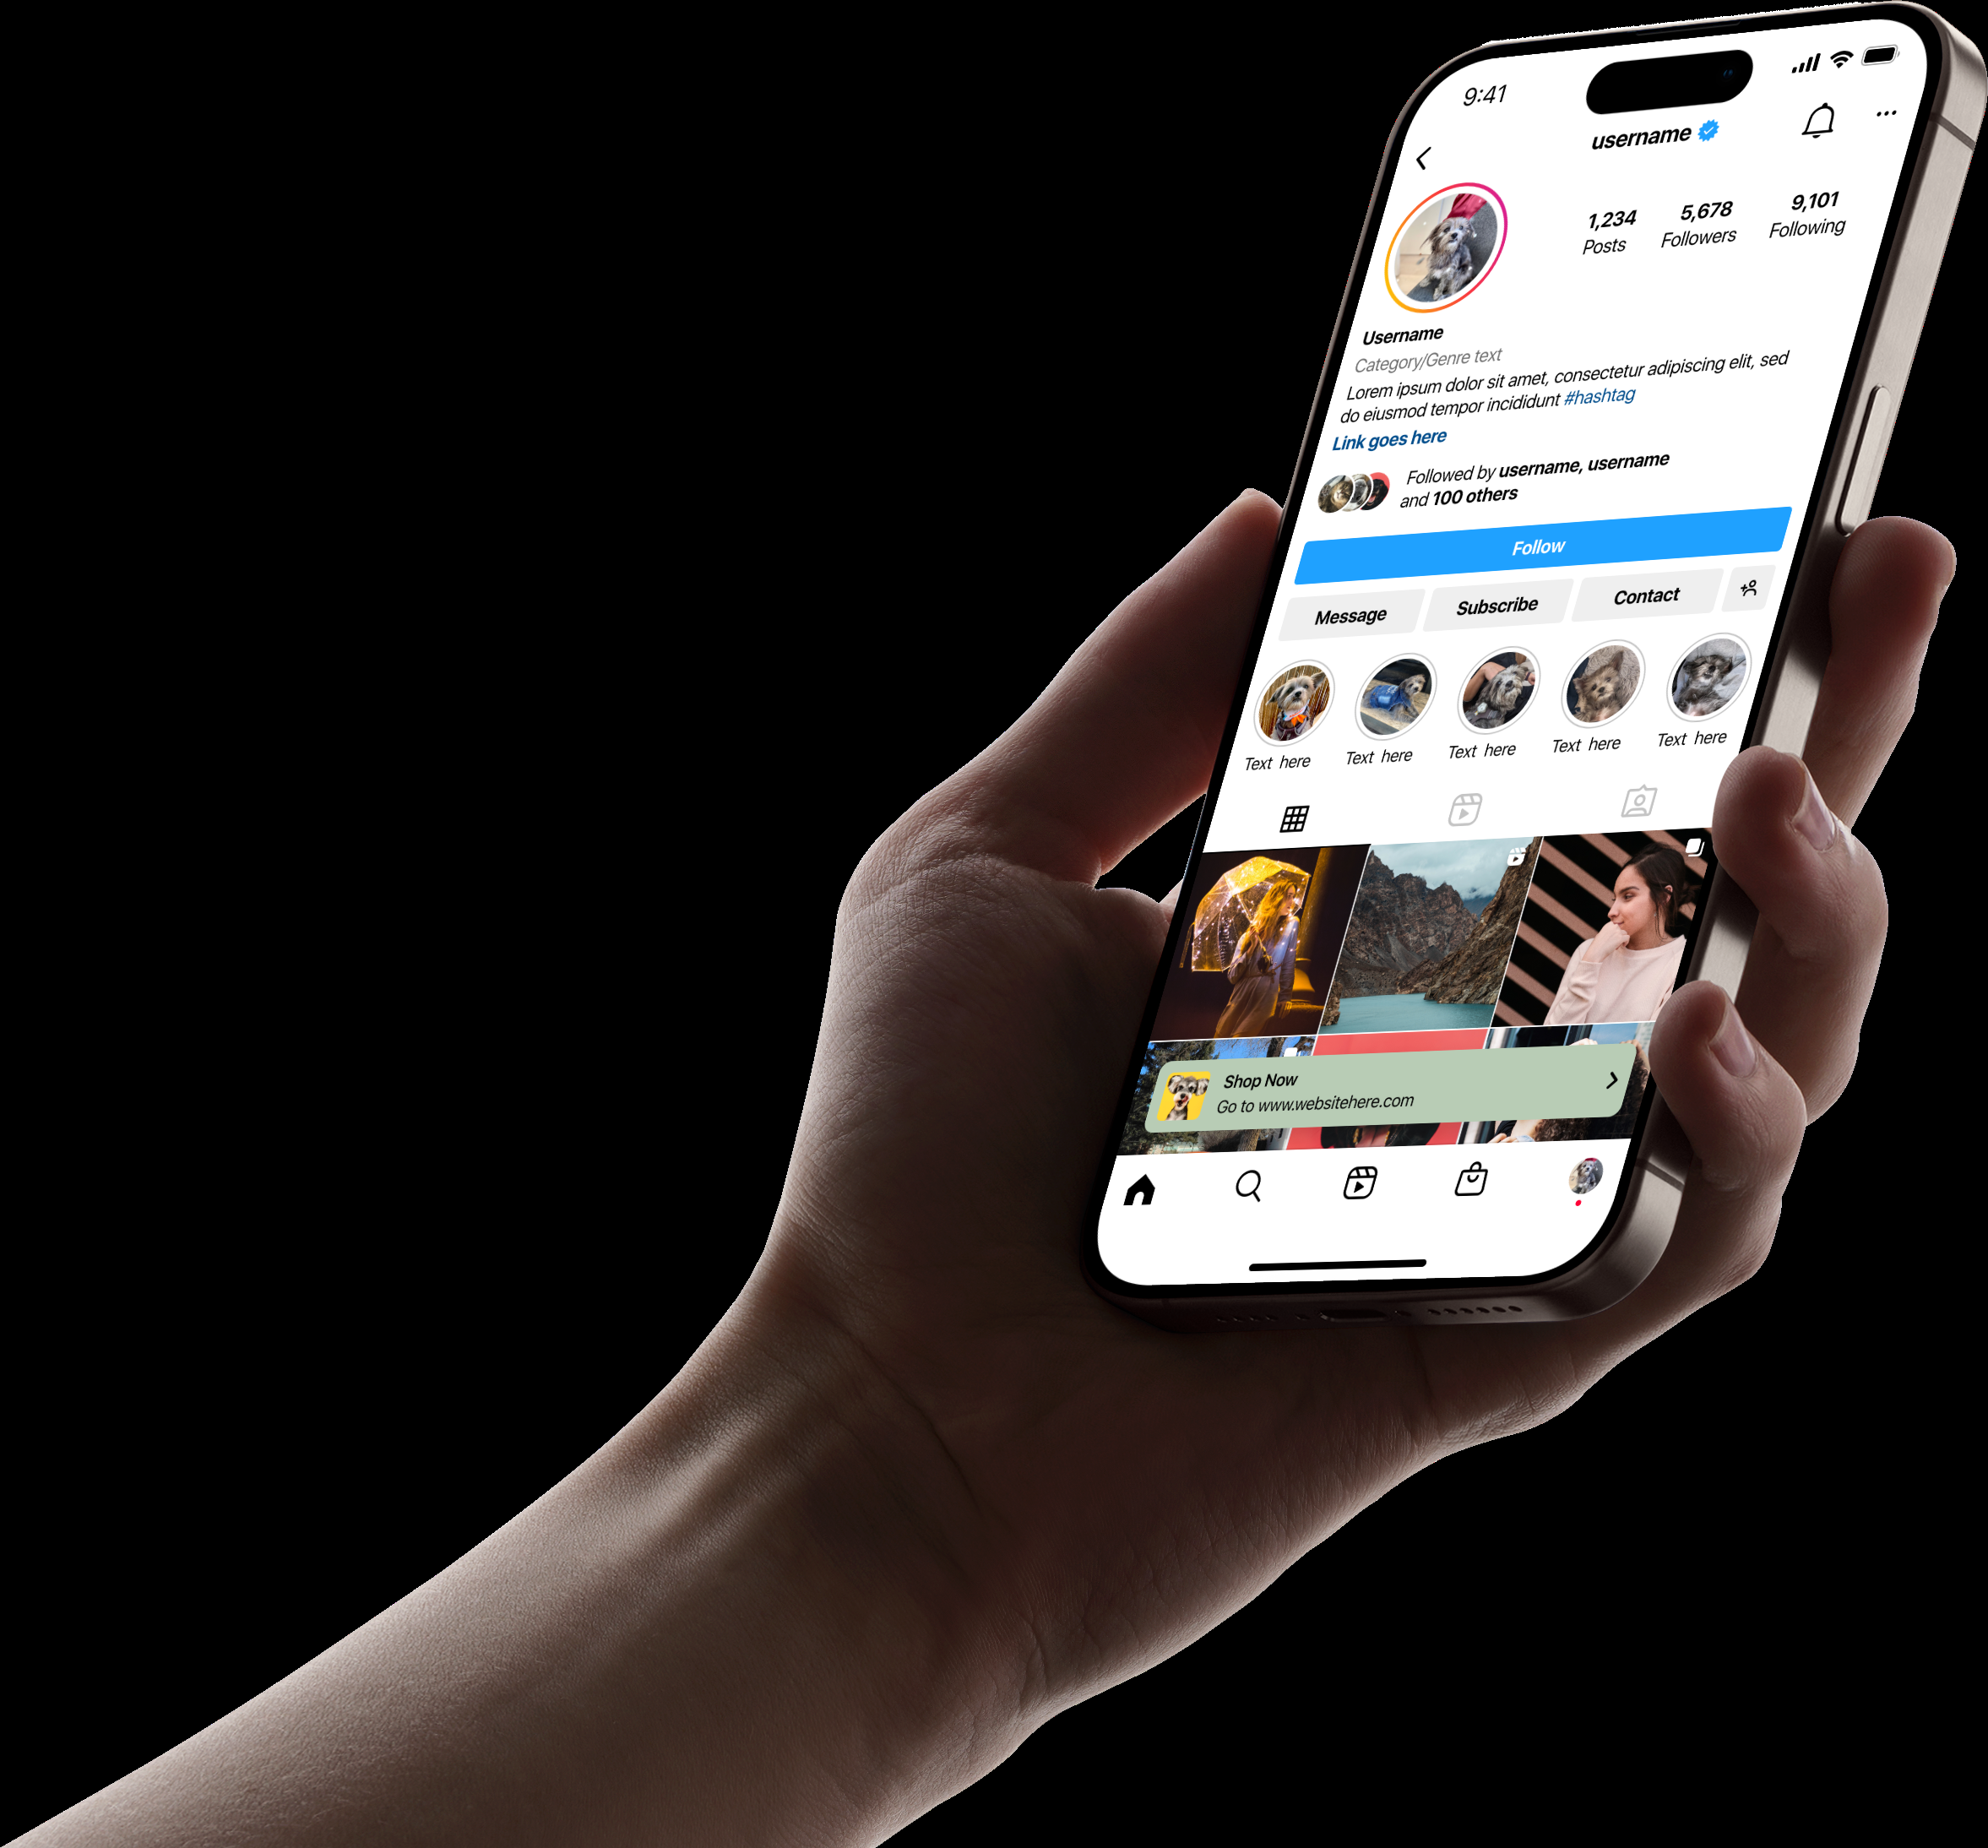 9:41
username
1,234 5,678 9,101
Posts Followers Following
Username
Category/Genre text
Lorem ipsum dolor sit amet, consectetur adipiscing elit, sed
do eiusmod tempor incididunt #hashtag
Link goes here
Followed by username, username
and 100 others
Follow
Message Subscribe Contact
Text here Text here Text here Text here Text here
Shop Now
Go to www.websitehere.com